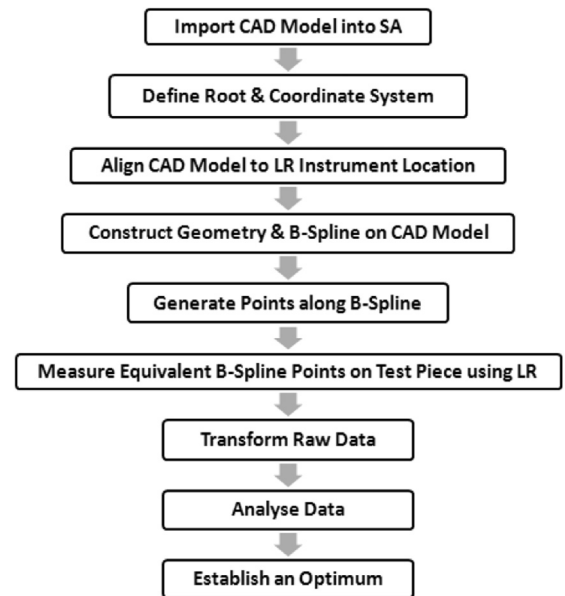 Import CAD Model into SA
Define Root & Coordinate System
Align CAD Model to LR Instrument Location
Construct Geometry & B-Spline on CAD Model
Generate Points along B-Spline
Measure Equivalent B-Spline Points on Test Piece using LR
Transform Raw Data
Analyse Data
Establish an Optimum